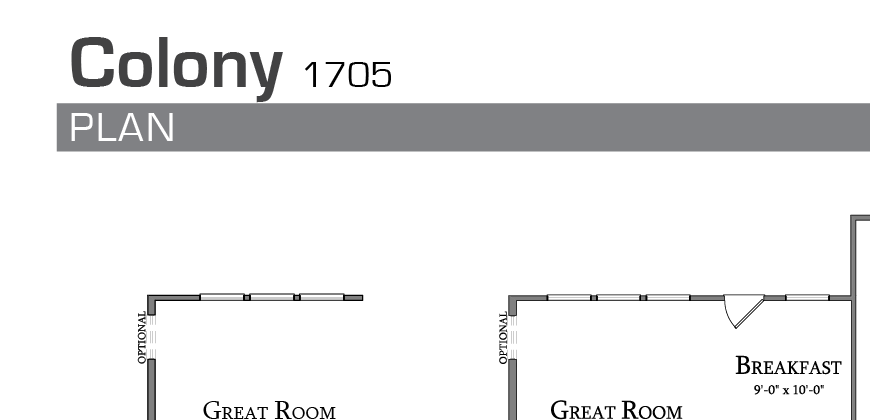 Colony 1705
PLAN
OPTIONAL
OPTIONAL
BREAKFAST
9'-0" x 10'-0"
GREAT ROOM
GREAT ROOM